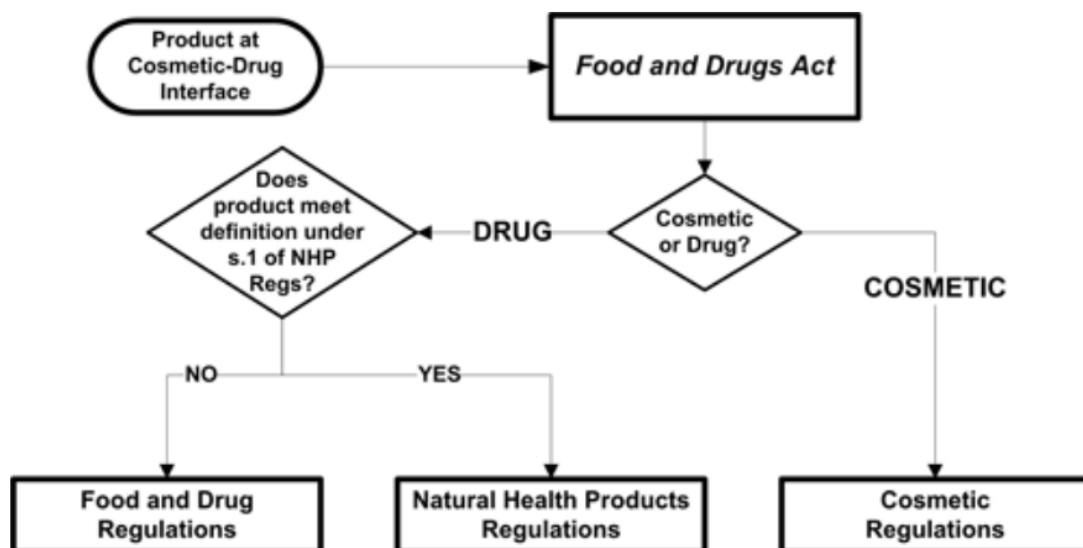 Product at
Cosmetic-Drug
Interface
Food and Drugs Act
Does
product meet
definition under
s.1 of NHP
Regs?
DRUG
Cosmetic
or Drug?
COSMETIC
NO
YES
Food and Drug
Regulations
Natural Health Products
Regulations
Cosmetic
Regulations